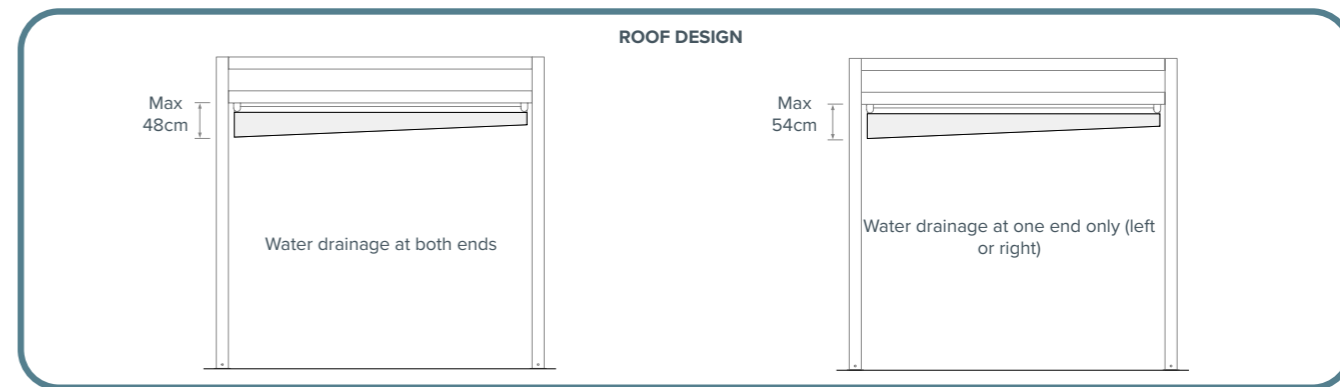 ROOF DESIGN
Max
48cm
Water drainage at both ends
Max
54cm
Water drainage at one end only (left
or right)